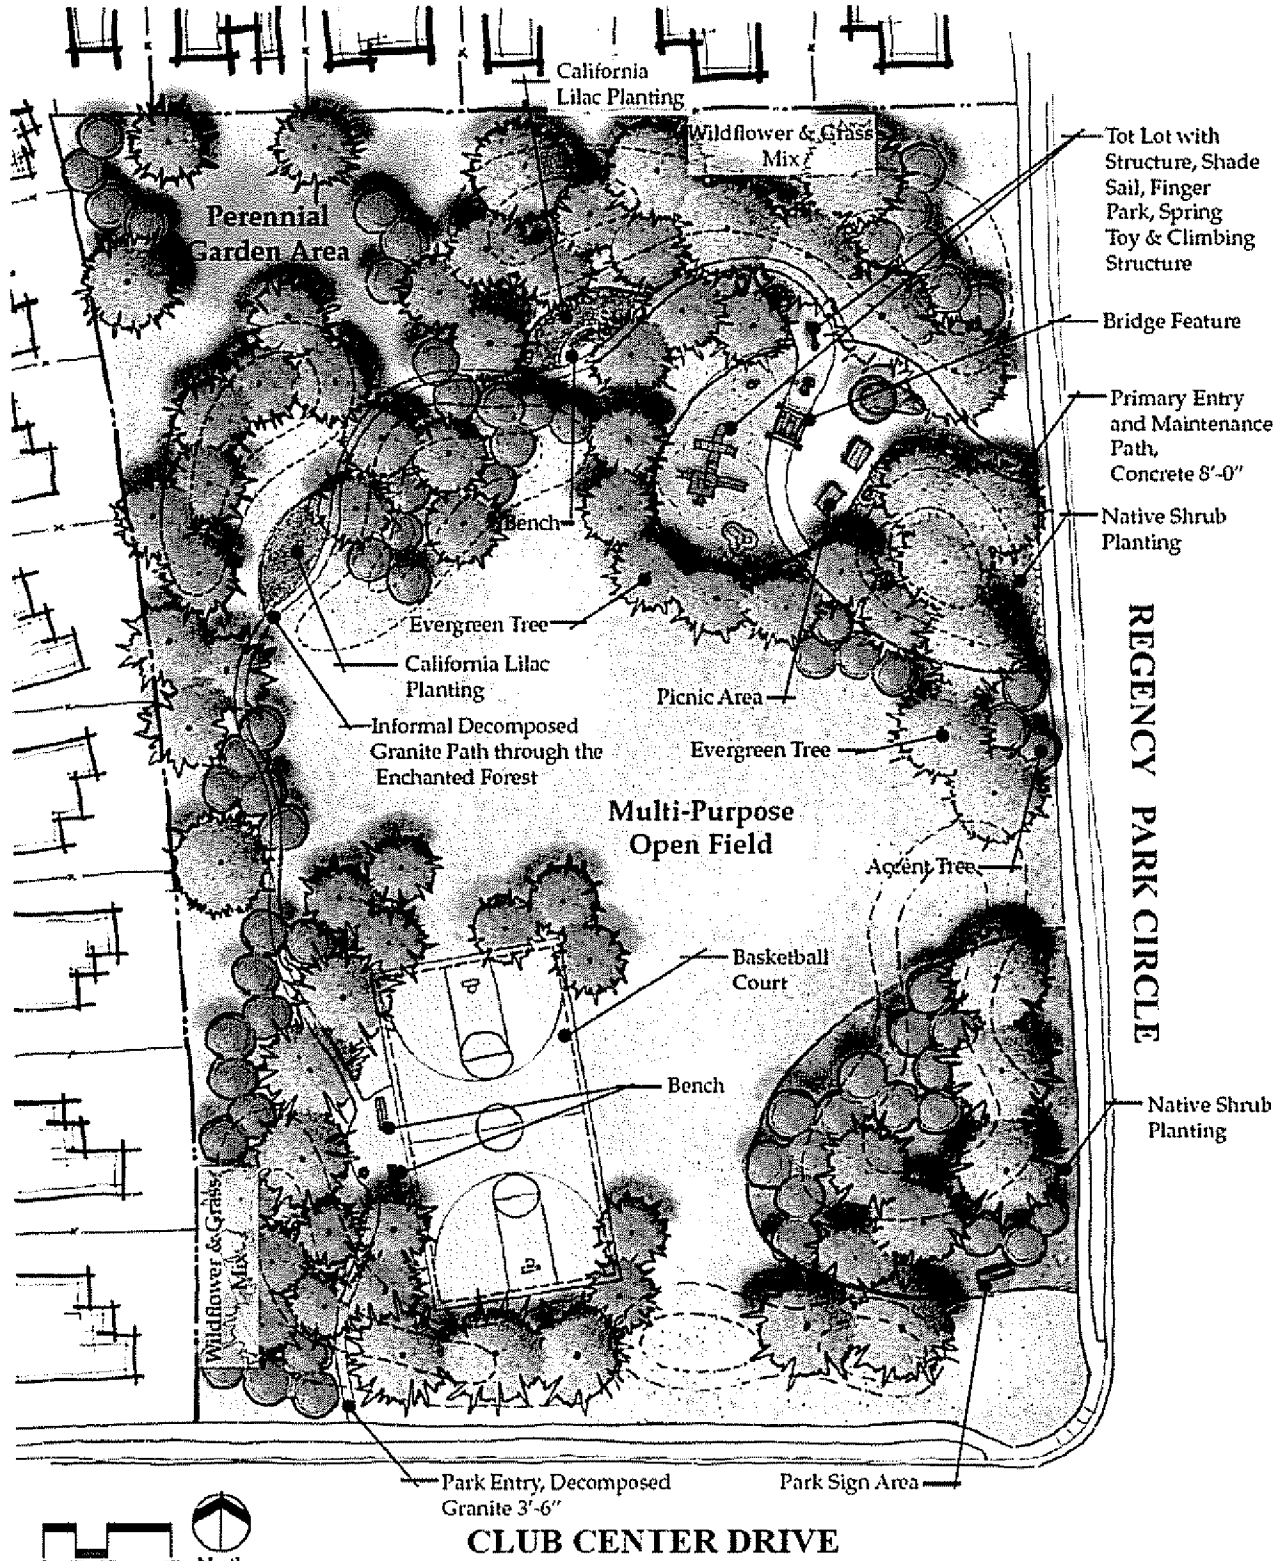 California
Lilac Planting
Wildflower & Grass
Mix
Tot Lot with
Structure, Shade
Sail, Finger
Park, Spring
Toy & Climbing
Structure
Perennial
Garden Area
Bridge Feature
Primary Entry
and Maintenance
Path,
Concrete 8'-0"
Native Shrub
Planting
Bench
Evergreen Tree
California Lilac
Planting
Picnic Area
Informal Decomposed
Granite Path through the
Enchanted Forest
Evergreen Tree
REGENCY PARK CIRCLE
Multi-Purpose
Open Field
Accent Tree
Basketball
Court
Bench
Native Shrub
Planting
Wildflower & Grass
Mix
Park Entry, Decomposed
Granite 3'-6"
Park Sign Area
CLUB CENTER DRIVE
North